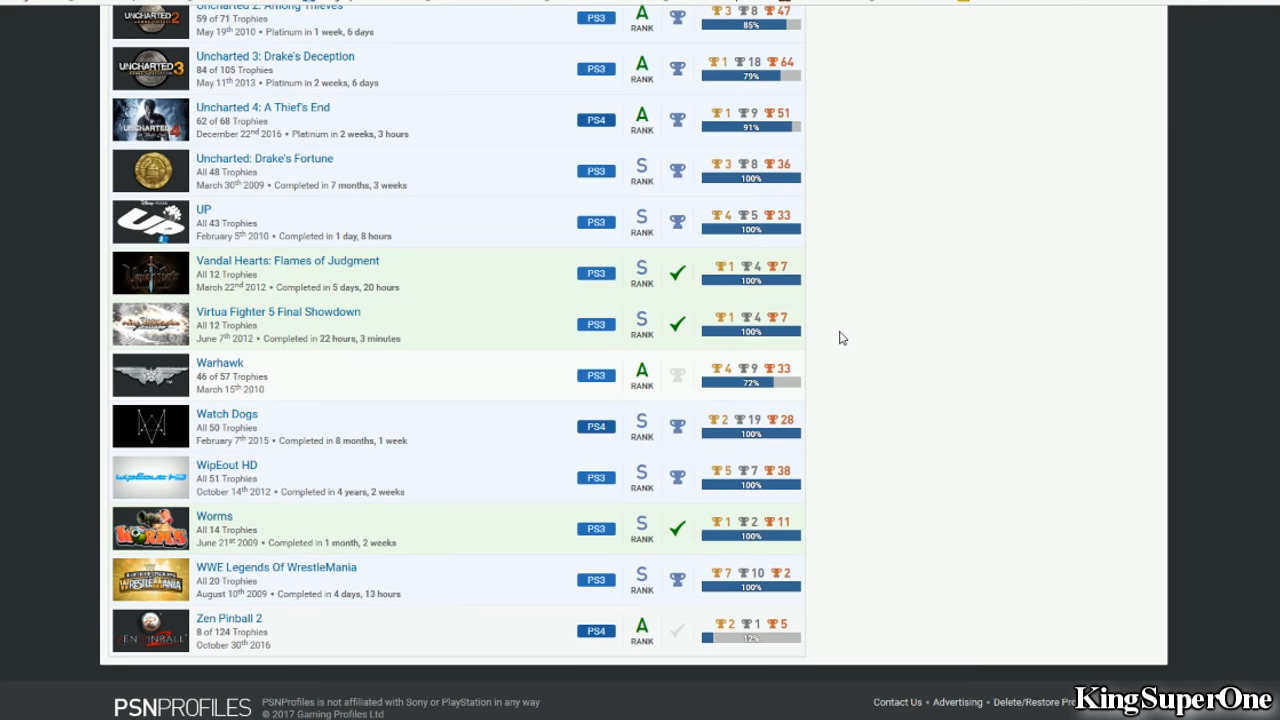 Uncharted 2: Among Thieves
59 of 71 Trophies
May 19th 2010 • Platinum in 1 week, 6 days
PS3
A
RANK
3 8 47
85%
UNCHARTED 3
Uncharted 3: Drake's Deception
84 of 105 Trophies
May 11th 2013 • Platinum in 2 weeks, 6 days
PS3
A
RANK
1 18 64
79%
Uncharted 4: A Thief's End
62 of 68 Trophies
December 22nd 2016 • Platinum in 2 weeks, 3 hours
PS4
A
RANK
1 9 51
91%
Uncharted: Drake's Fortune
All 48 Trophies
March 30th 2009 • Completed in 7 months, 3 weeks
PS3
S
RANK
3 8 36
100%
UP
UP
All 43 Trophies
February 5th 2010 • Completed in 1 day, 8 hours
PS3
S
RANK
4 5 33
100%
Vandal Hearts: Flames of Judgment
All 12 Trophies
March 22nd 2012 • Completed in 5 days, 20 hours
PS3
S
RANK
1 4 7
100%
Virtua Fighter 5 Final Showdown
All 12 Trophies
June 7th 2012 • Completed in 22 hours, 3 minutes
PS3
S
RANK
1 4 7
100%
Warhawk
46 of 57 Trophies
March 15th 2010
PS3
A
RANK
4 9 33
72%
Watch Dogs
All 50 Trophies
February 7th 2015 • Completed in 8 months, 1 week
PS4
S
RANK
2 19 28
100%
wipEout HD
WipEout HD
All 51 Trophies
October 14th 2012 • Completed in 4 years, 2 weeks
PS3
S
RANK
5 7 38
100%
WORMS
Worms
All 14 Trophies
June 21st 2009 • Completed in 1 month, 2 weeks
PS3
S
RANK
1 2 11
100%
WRESTLEMANIA
WWE Legends Of WrestleMania
All 20 Trophies
August 10th 2009 • Completed in 4 days, 13 hours
PS3
S
RANK
7 10 2
100%
ZEN PINBALL 2
Zen Pinball 2
8 of 124 Trophies
October 30th 2016
PS4
A
RANK
2 1 5
12%
PSNPROFILES
PSNProfiles is not affiliated with Sony or PlayStation in any way
© 2017 Gaming Profiles Ltd
Contact Us • Advertising • Delete/Restore Pro
KingSuperOne